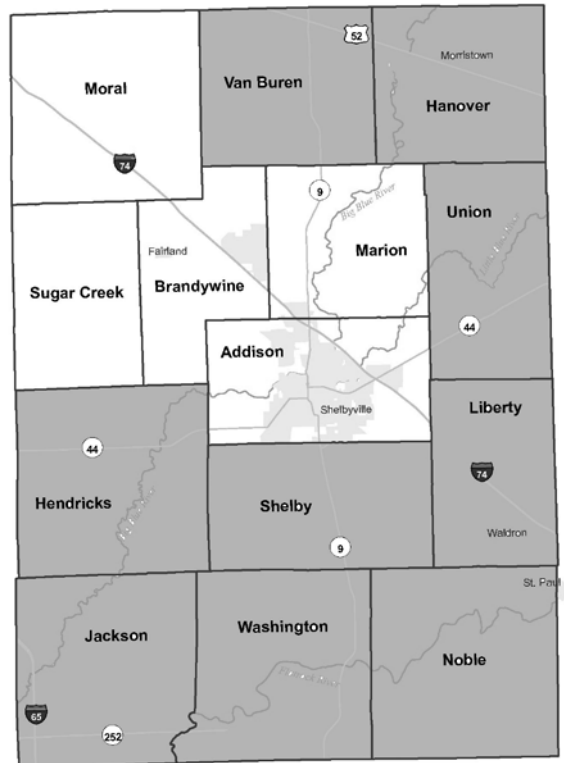 52
Morristown
Moral
Van Buren
Hanover
74
9
Big Blue River
Union
Fairland
Marion
Sugar Creek
Brandywine
44
Addison
Shelbyville
Liberty
44
74
Hendricks
Shelby
Waldron
9
St. Paul
Jackson
Washington
Noble
65
252